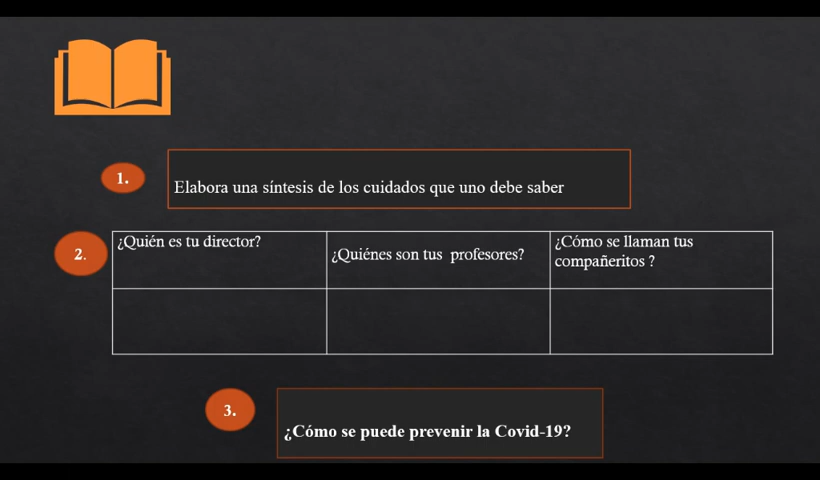 1.
Elabora una síntesis de los cuidados que uno debe saber
2.
¿Quién es tu director?
¿Quiénes son tus profesores?
¿Cómo se llaman tus
compañeritos ?
3.
¿Cómo se puede prevenir la Covid-19?